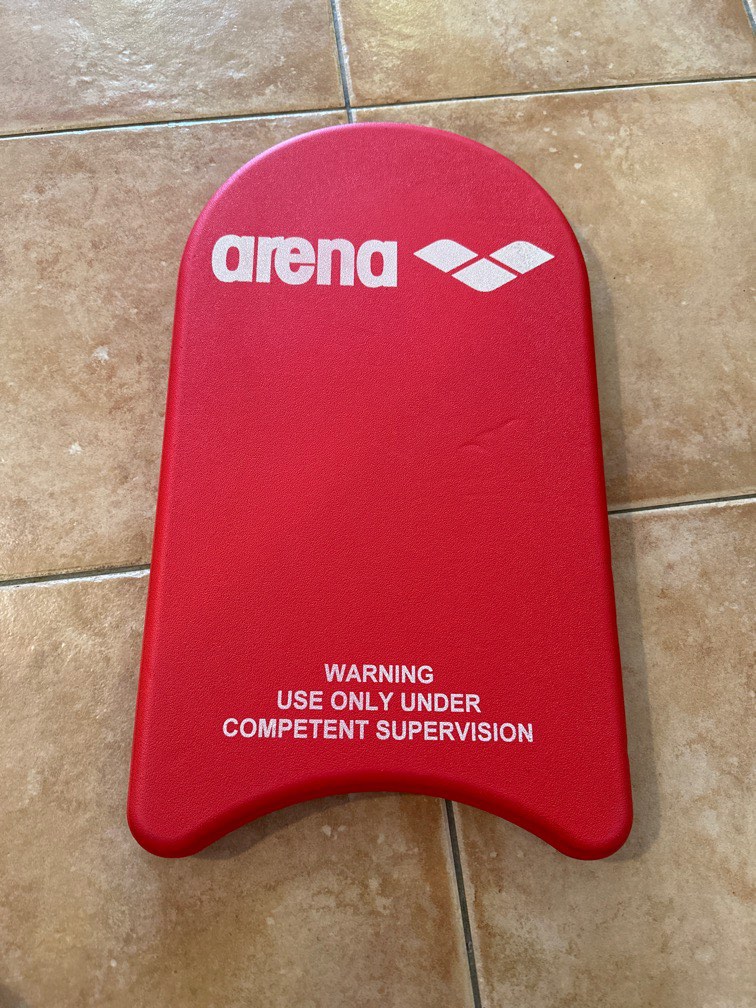 arena
WARNING
USE ONLY UNDER
COMPETENT SUPERVISION